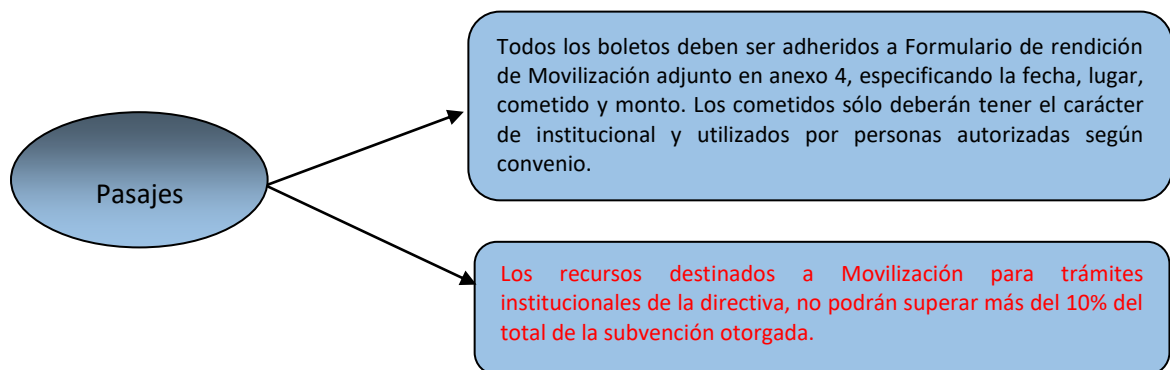 Pasajes
Todos los boletos deben ser adheridos a Formulario de rendición
de Movilización adjunto en anexo 4, especificando la fecha, lugar,
cometido y monto. Los cometidos sólo deberán tener el carácter
de institucional y utilizados por personas autorizadas según
convenio.
Los recursos destinados a Movilización para trámites
institucionales de la directiva, no podrán superar más del 10% del
total de la subvención otorgada.